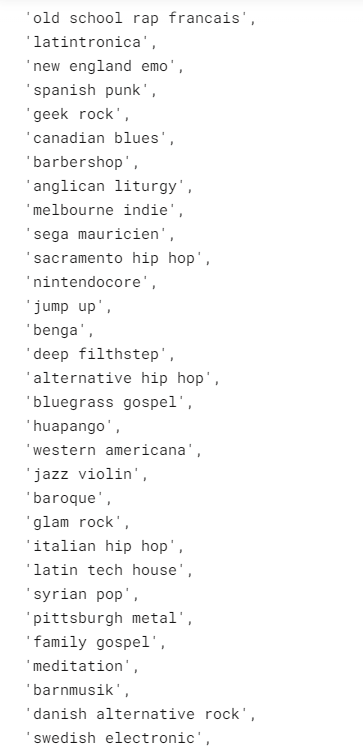 'old school rap francais',
'latintronica',
'new england emo',
'spanish punk',
'geek rock',
'canadian blues',
'barbershop',
'anglican liturgy',
'melbourne indie',
'sega mauricien',
'sacramento hip hop',
'nintendocore',
'jump up',
'benga',
'deep filthstep',
'alternative hip hop',
'bluegrass gospel',
'huapango',
'western americana',
'jazz violin',
'baroque',
'glam rock',
'italian hip hop',
'latin tech house',
'syrian pop',
'pittsburgh metal',
'family gospel',
'meditation',
'barnmusik',
'danish alternative rock',
'swedish electronic',